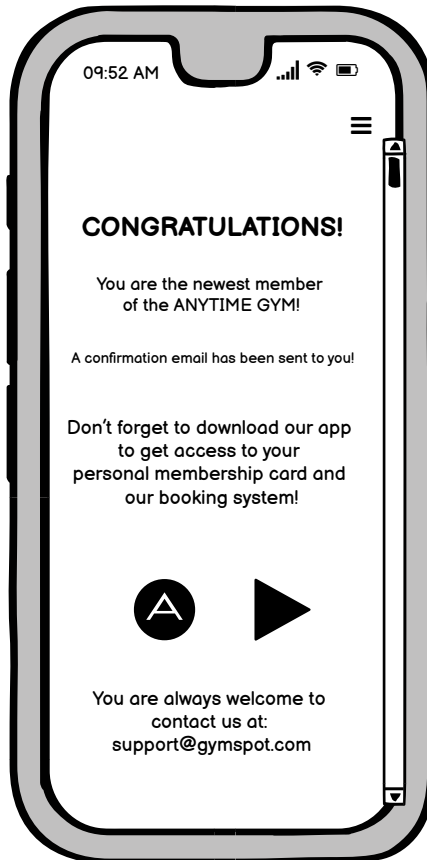 09:52 AM
CONGRATULATIONS!
You are the newest member
of the ANYTIME GYM!
A confirmation email has been sent to you!
Don't forget to download our app
to get access to your
personal membership card and
our booking system!
A
You are always welcome to
contact us at:
support@gymspot.com